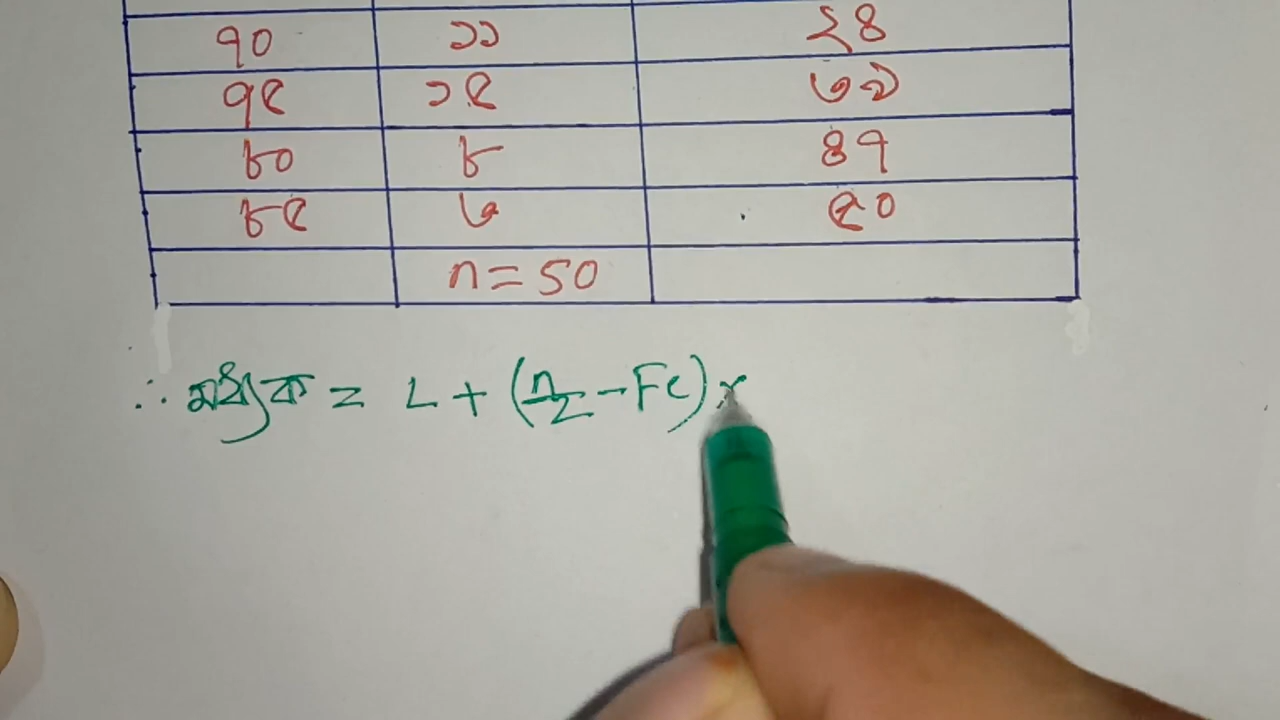 ৭০ ১১ ২৪
৭৫ ১৫ ৩৯
৮০ ৮ ৪৭
৮৫ ৩ ৫০
n = 50
∴ মধ্যক = L + (n/2 - Fc) ×